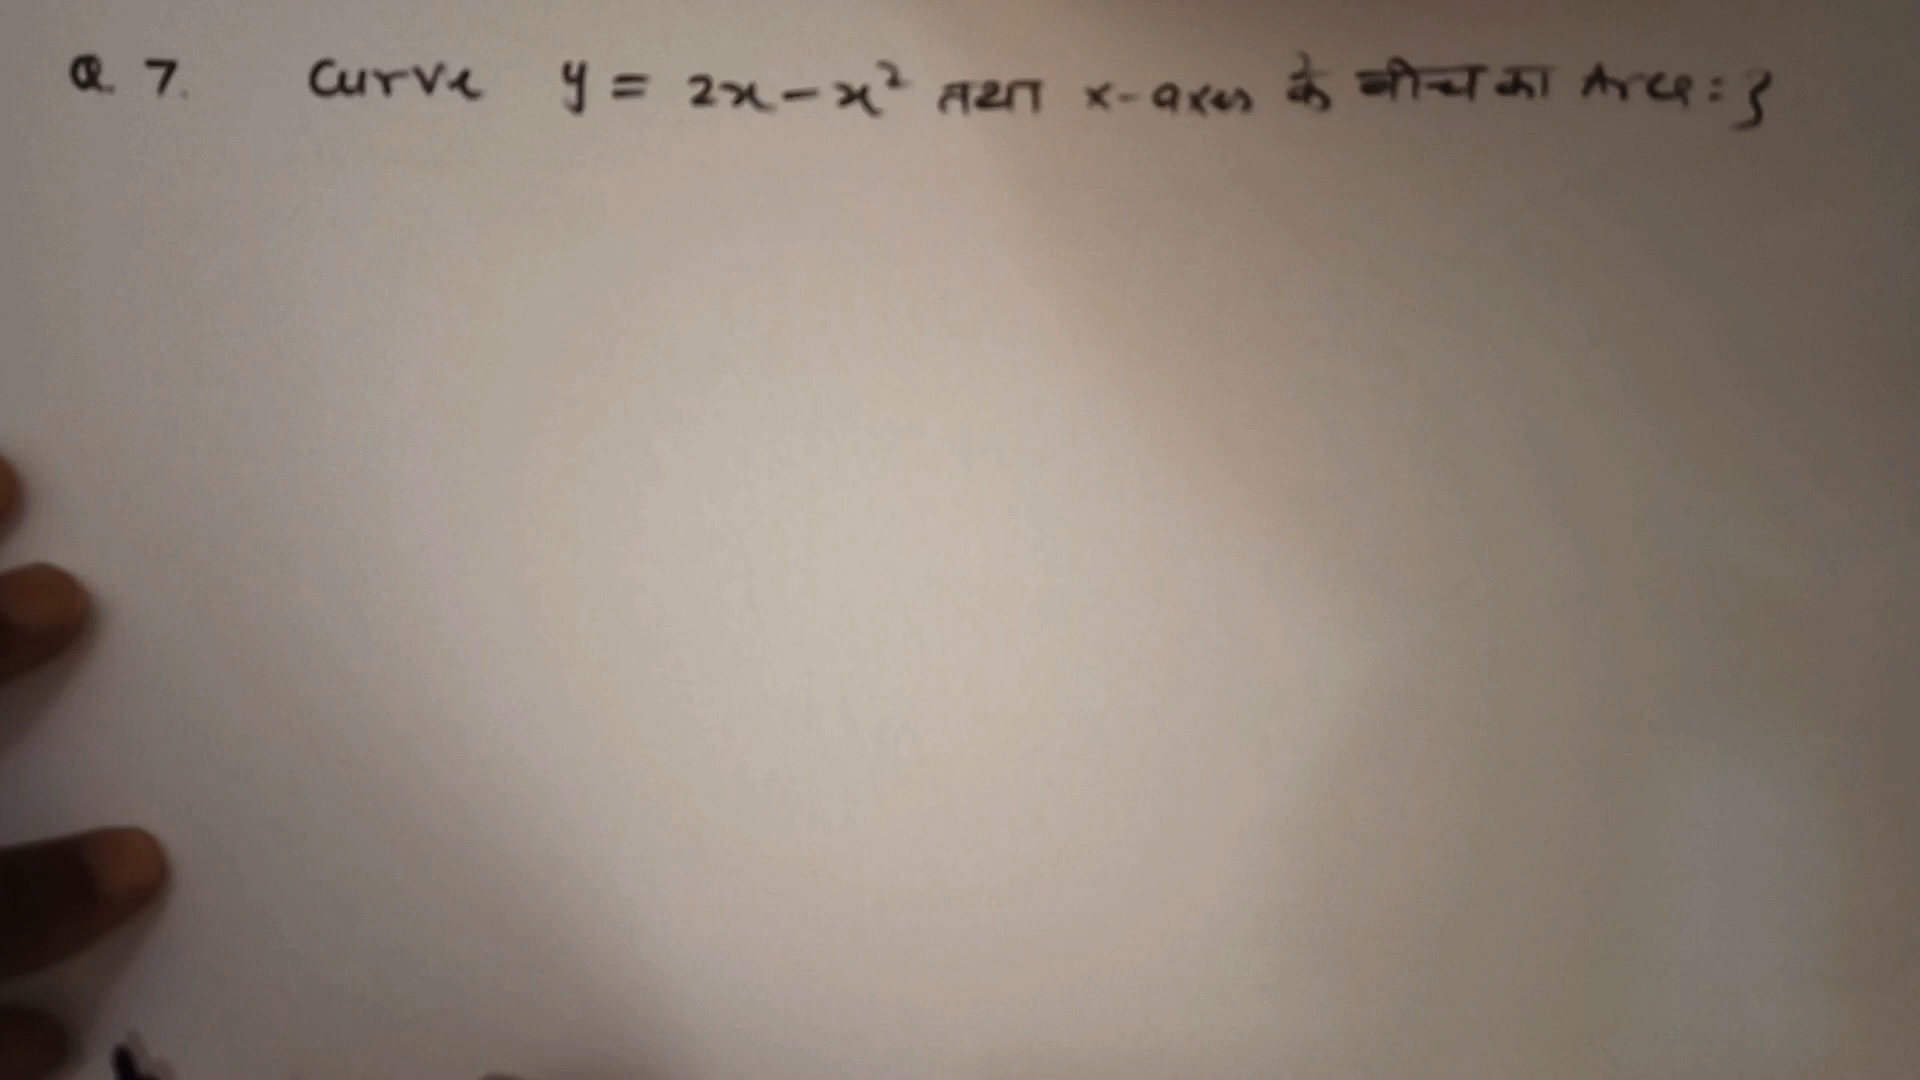 Q. 7. Curve y = 2x - x² तथा x-axes के बीच का Area = }